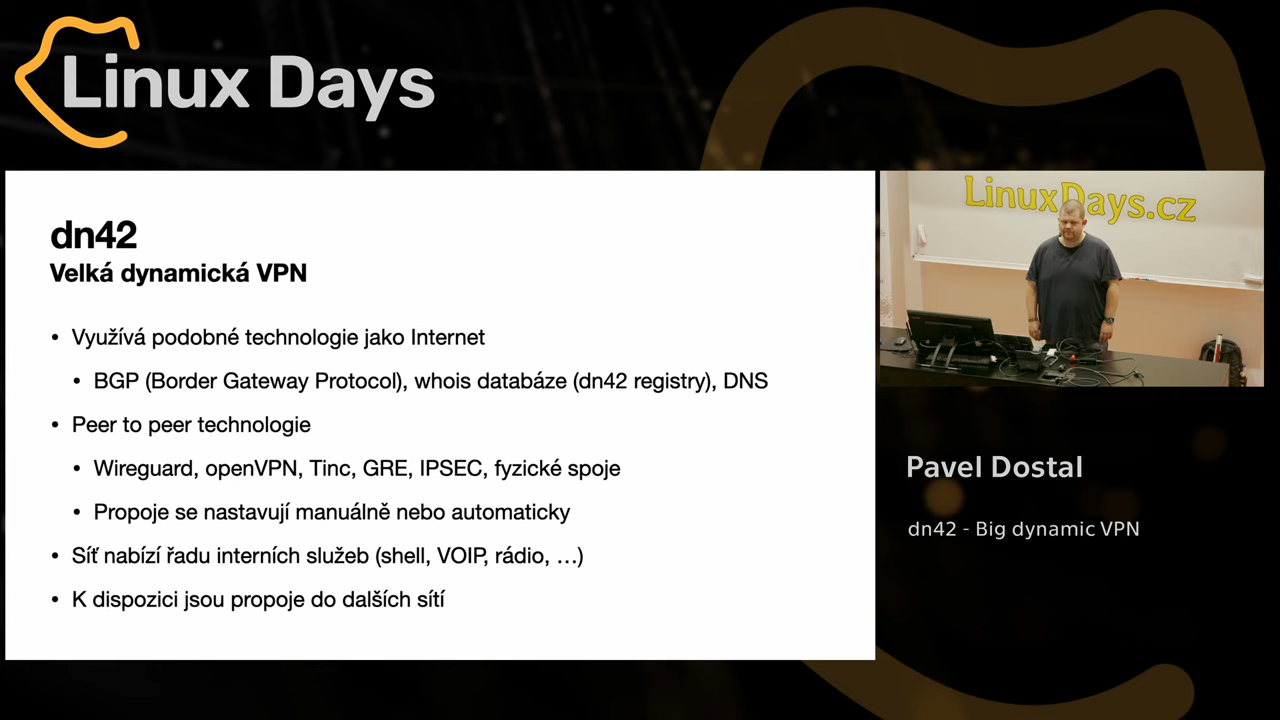 Linux Days
dn42
Velká dynamická VPN
• Využívá podobné technologie jako Internet
• BGP (Border Gateway Protocol), whois databáze (dn42 registry), DNS
• Peer to peer technologie
• Wireguard, openVPN, Tinc, GRE, IPSEC, fyzické spoje
• Propoje se nastavují manuálně nebo automaticky
• Síť nabízí řadu interních služeb (shell, VOIP, rádio, …)
• K dispozici jsou propoje do dalších sítí
LinuxDays.cz
Pavel Dostal
dn42 - Big dynamic VPN